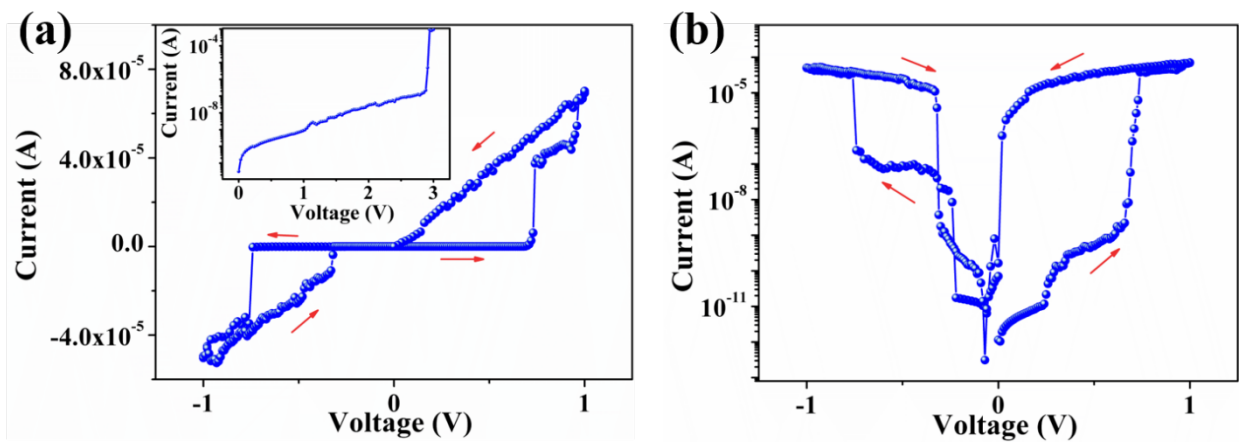 (a)
Current (A)
8.0x10⁻⁵
4.0x10⁻⁵
0.0
-4.0x10⁻⁵
-1
0
1
Voltage (V)
Current (A)
10⁻⁴
10⁻⁸
0
1
2
3
Voltage (V)
(b)
Current (A)
10⁻⁵
10⁻⁸
10⁻¹¹
-1
0
1
Voltage (V)